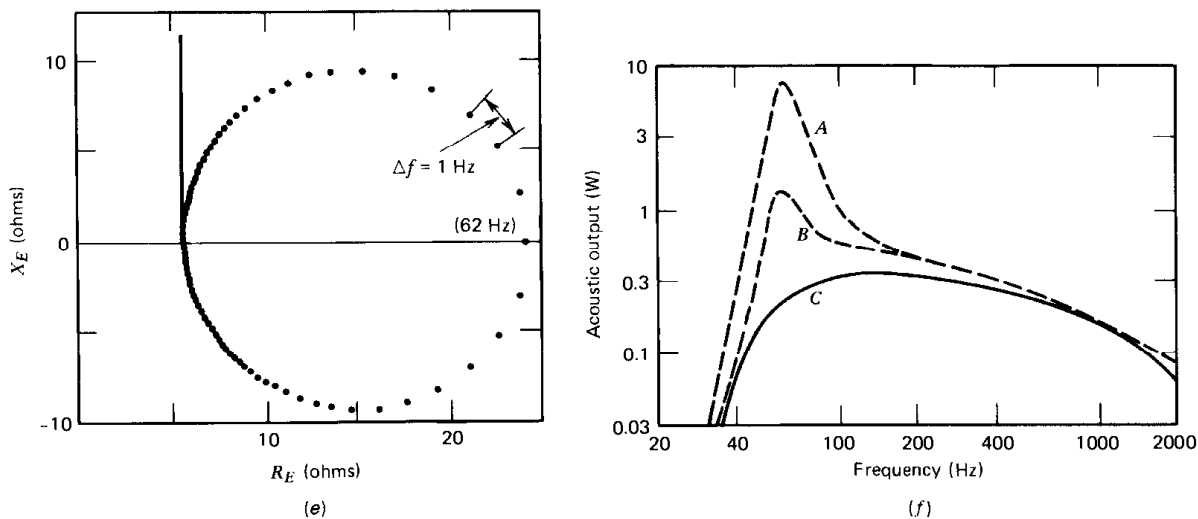 10
0
-10
X_E (ohms)
Δf = 1 Hz
(62 Hz)
10
20
R_E (ohms)
(e)
10
3
1
0.3
0.1
0.03
Acoustic output (W)
A
B
C
20
40
100
200
400
1000
2000
Frequency (Hz)
(f)